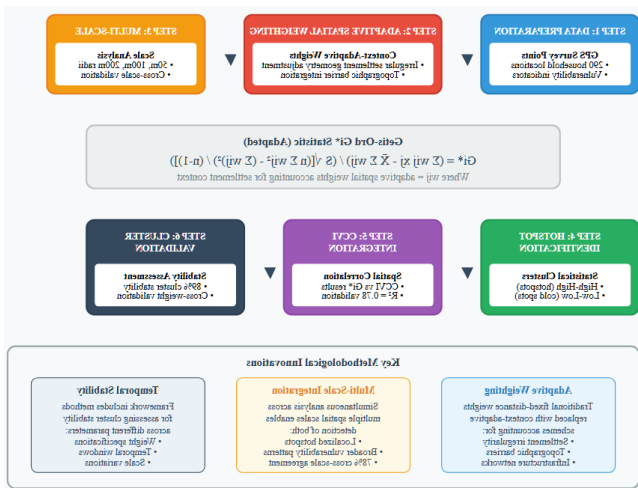 STEP 1: DATA PREPARATION
GPS Survey Points
• 290 household locations
• Vulnerability indicators
STEP 2: ADAPTIVE SPATIAL WEIGHTING
Context-Adaptive Weights
• Irregular settlement geometry adjustment
• Topographic barrier integration
STEP 3: MULTI-SCALE
Scale Analysis
• 50m, 100m, 200m radii
• Cross-scale validation
Getis-Ord Gi* Statistic (Adapted)
Gi* = (Σ wij xj - X̄ Σ wij) / (S √[(n Σ wij² - (Σ wij)²) / (n-1)])
Where wij = adaptive spatial weights accounting for settlement context
STEP 4: HOTSPOT
IDENTIFICATION
Statistical Clusters
• High-High (hotspots)
• Low-Low (cold spots)
STEP 5: CCVI
INTEGRATION
Spatial Correlation
• CCVI vs Gi* results
• R² = 0.78 validation
STEP 6: CLUSTER
VALIDATION
Stability Assessment
• 89% cluster stability
• Cross-weight validation
Key Methodological Innovations
Adaptive Weighting
Traditional fixed-distance weights
replaced with context-adaptive
schemes accounting for:
• Settlement irregularity
• Topographic barriers
• Infrastructure networks
Multi-Scale Integration
Simultaneous analysis across
multiple spatial scales enables
detection of both:
• Localized hotspots
• Broader vulnerability patterns
• 78% cross-scale agreement
Temporal Stability
Framework includes methods
for assessing cluster stability
across different parameters:
• Weight specifications
• Temporal windows
• Scale variations